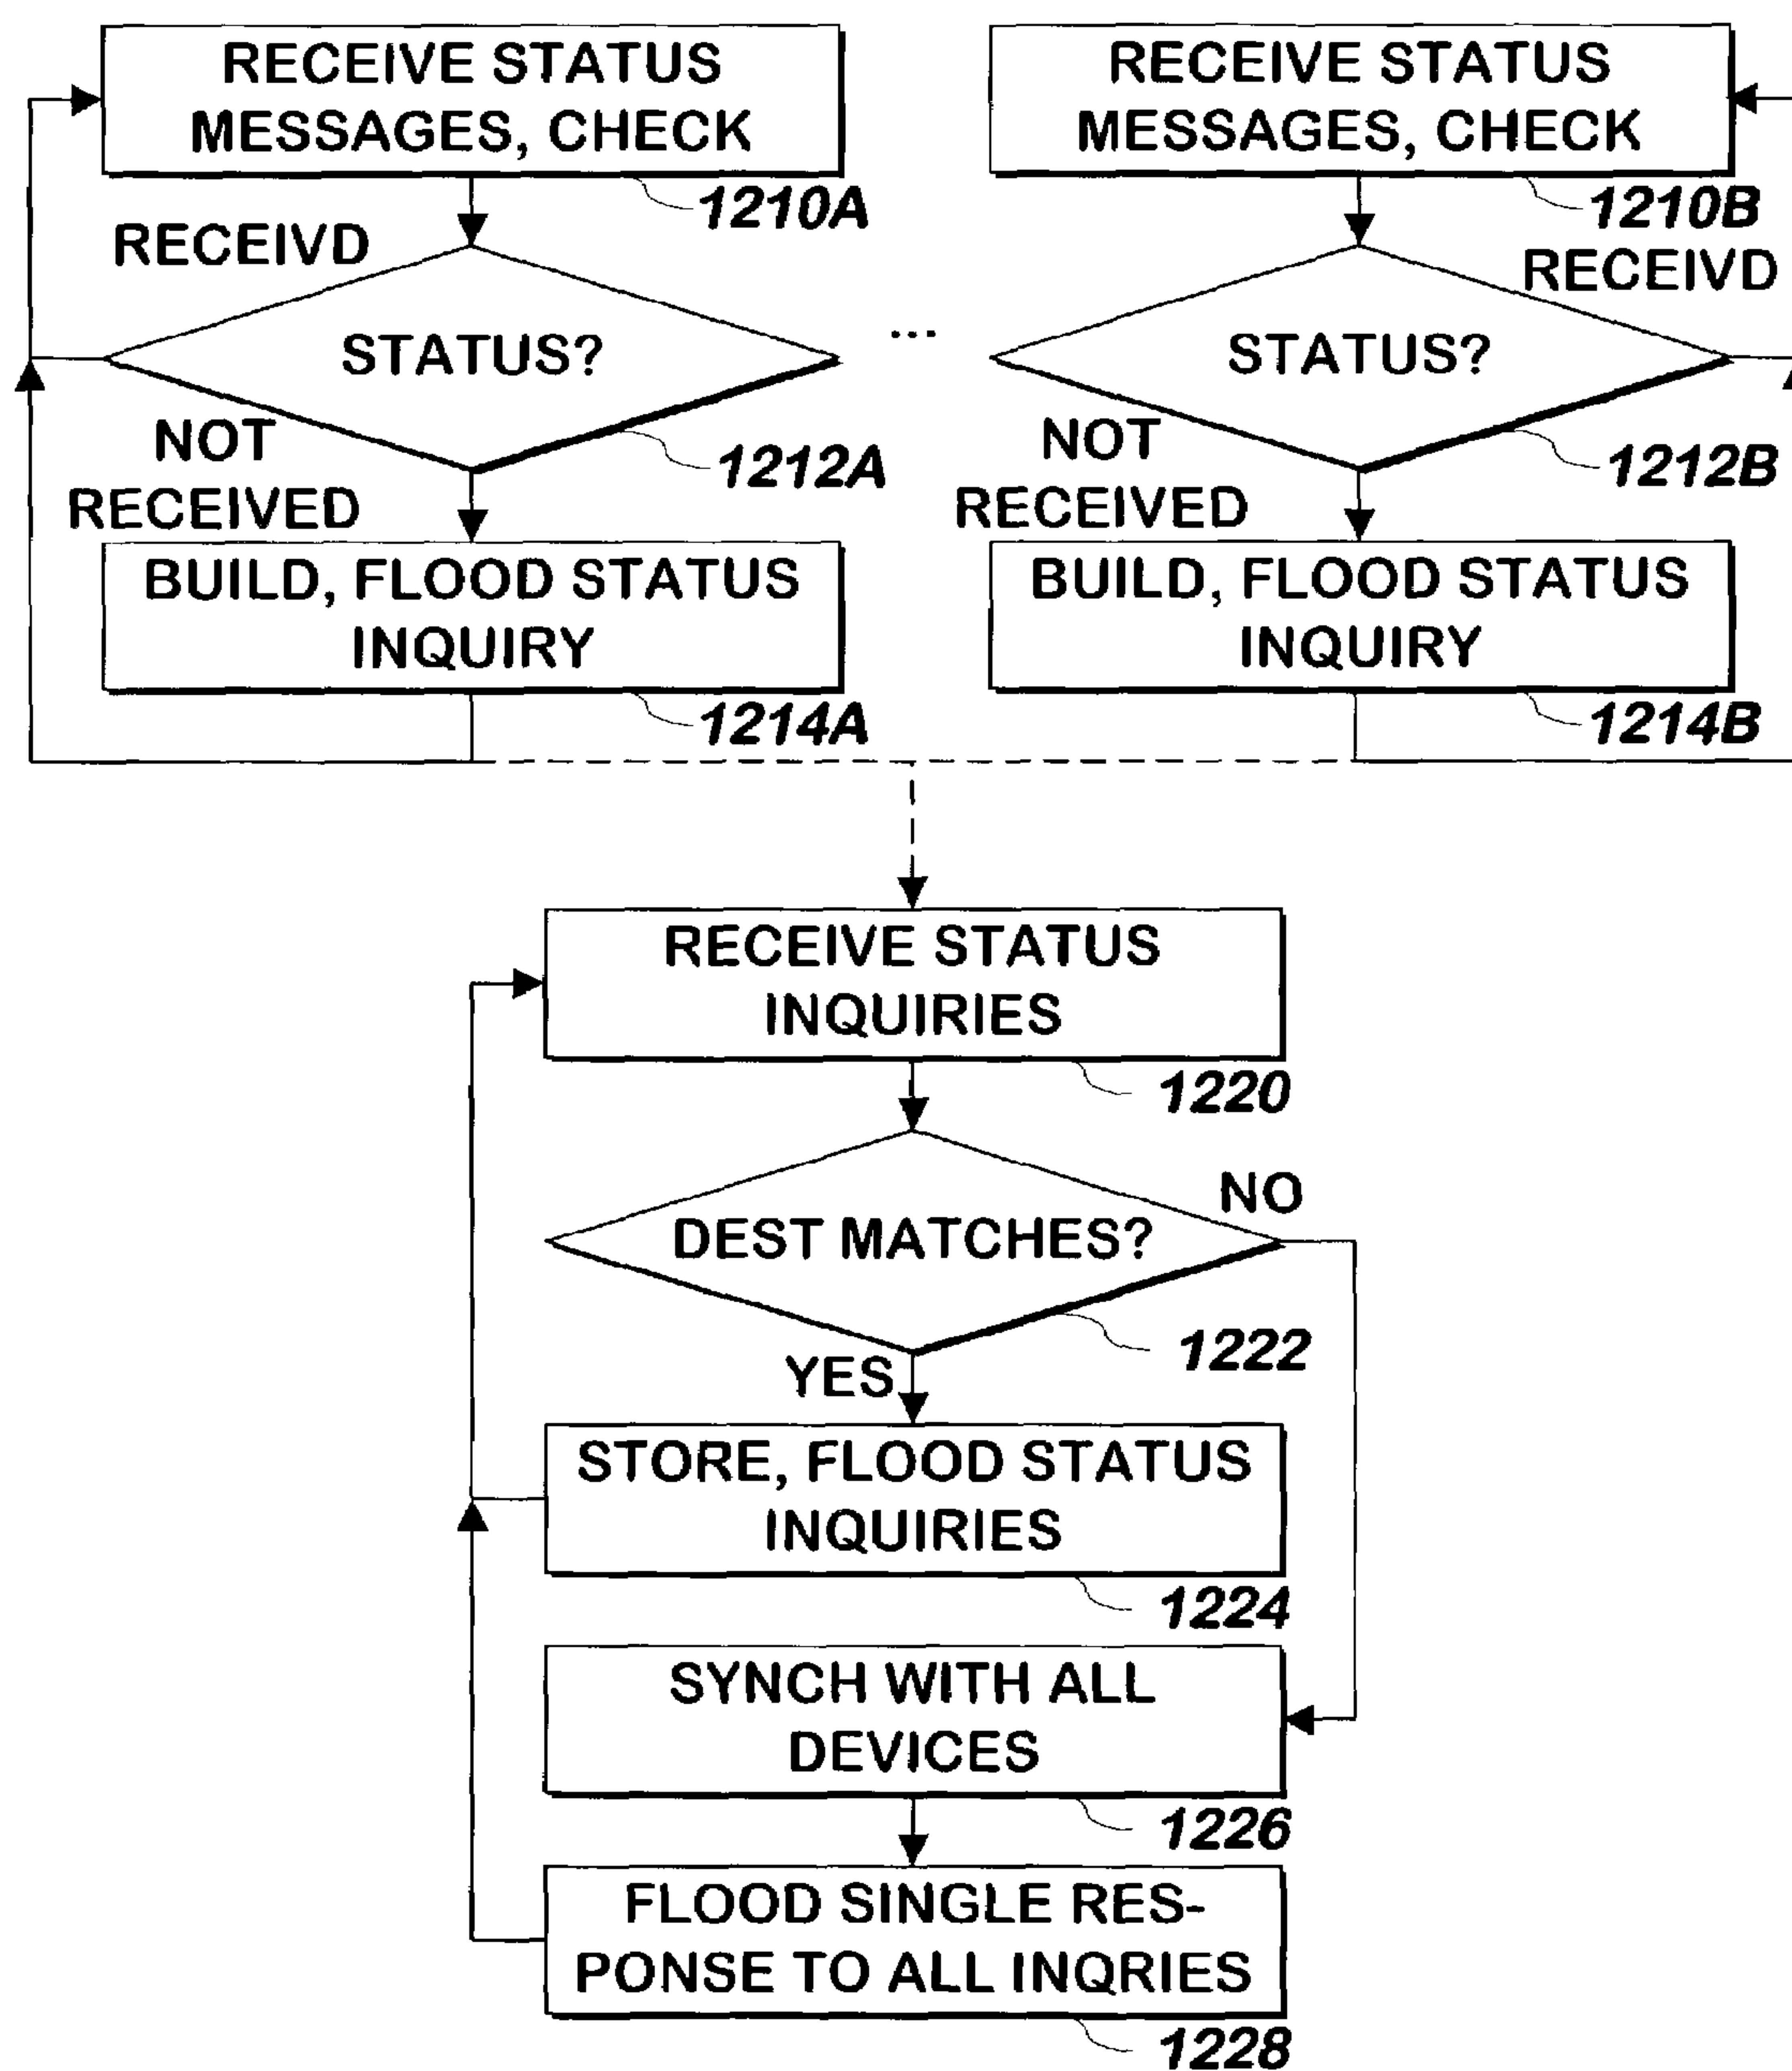 RECEIVE STATUS
MESSAGES, CHECK
1210A
RECEIVD
STATUS?
1212A
NOT
RECEIVED
BUILD, FLOOD STATUS
INQUIRY
1214A
...
RECEIVE STATUS
MESSAGES, CHECK
1210B
RECEIVD
STATUS?
1212B
NOT
RECEIVED
BUILD, FLOOD STATUS
INQUIRY
1214B
RECEIVE STATUS
INQUIRIES
1220
NO
DEST MATCHES?
1222
YES
STORE, FLOOD STATUS
INQUIRIES
1224
SYNCH WITH ALL
DEVICES
1226
FLOOD SINGLE RES-
PONSE TO ALL INQRIES
1228